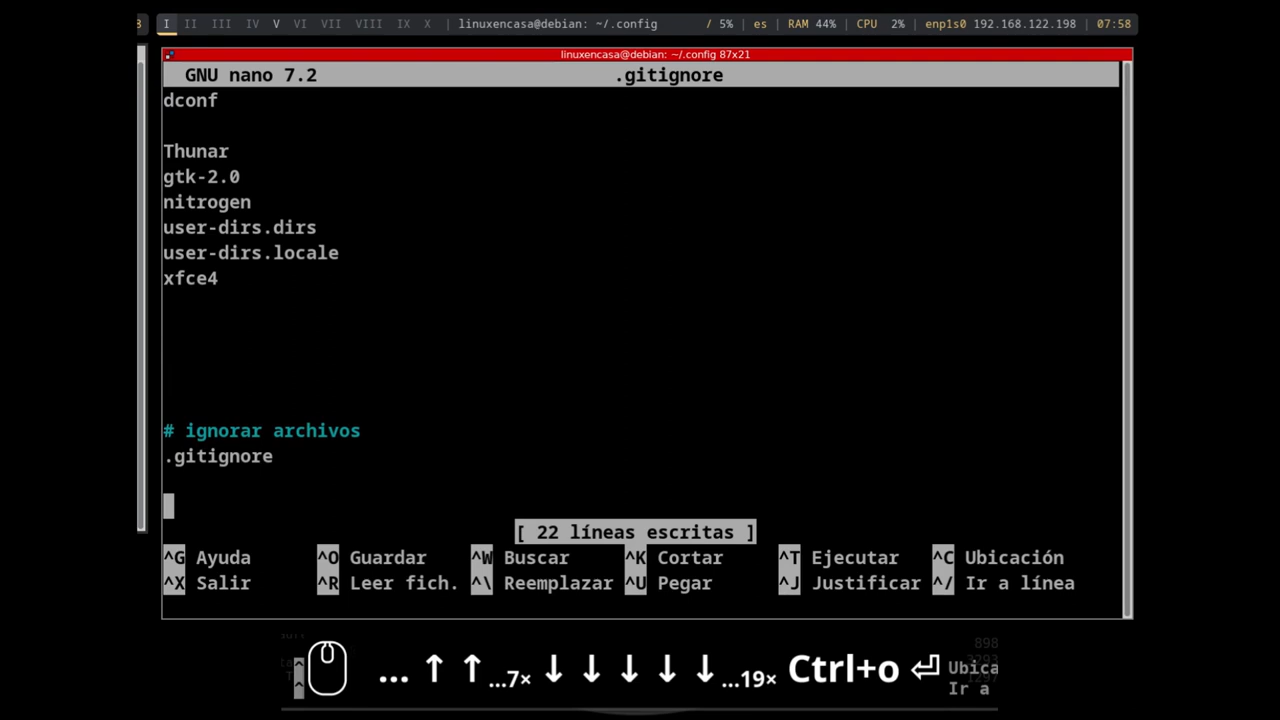 8 I II III IV V VI VII VIII IX X | linuxencasa@debian: ~/.config / 5% | es | RAM 44% | CPU 2% | enp1s0 192.168.122.198 | 07:58
linuxencasa@debian: ~/.config 87x21
GNU nano 7.2 .gitignore
dconf
Thunar
gtk-2.0
nitrogen
user-dirs.dirs
user-dirs.locale
xfce4
# ignorar archivos
.gitignore
[ 22 líneas escritas ]
^G Ayuda ^O Guardar ^W Buscar ^K Cortar ^T Ejecutar ^C Ubicación
^X Salir ^R Leer fich. ^\ Reemplazar ^U Pegar ^J Justificar ^/ Ir a línea
898
... ↑ ↑ ...7× ↓ ↓ ↓ ↓ ↓ ...19× Ctrl+o ⏎ Ubica
Ir a